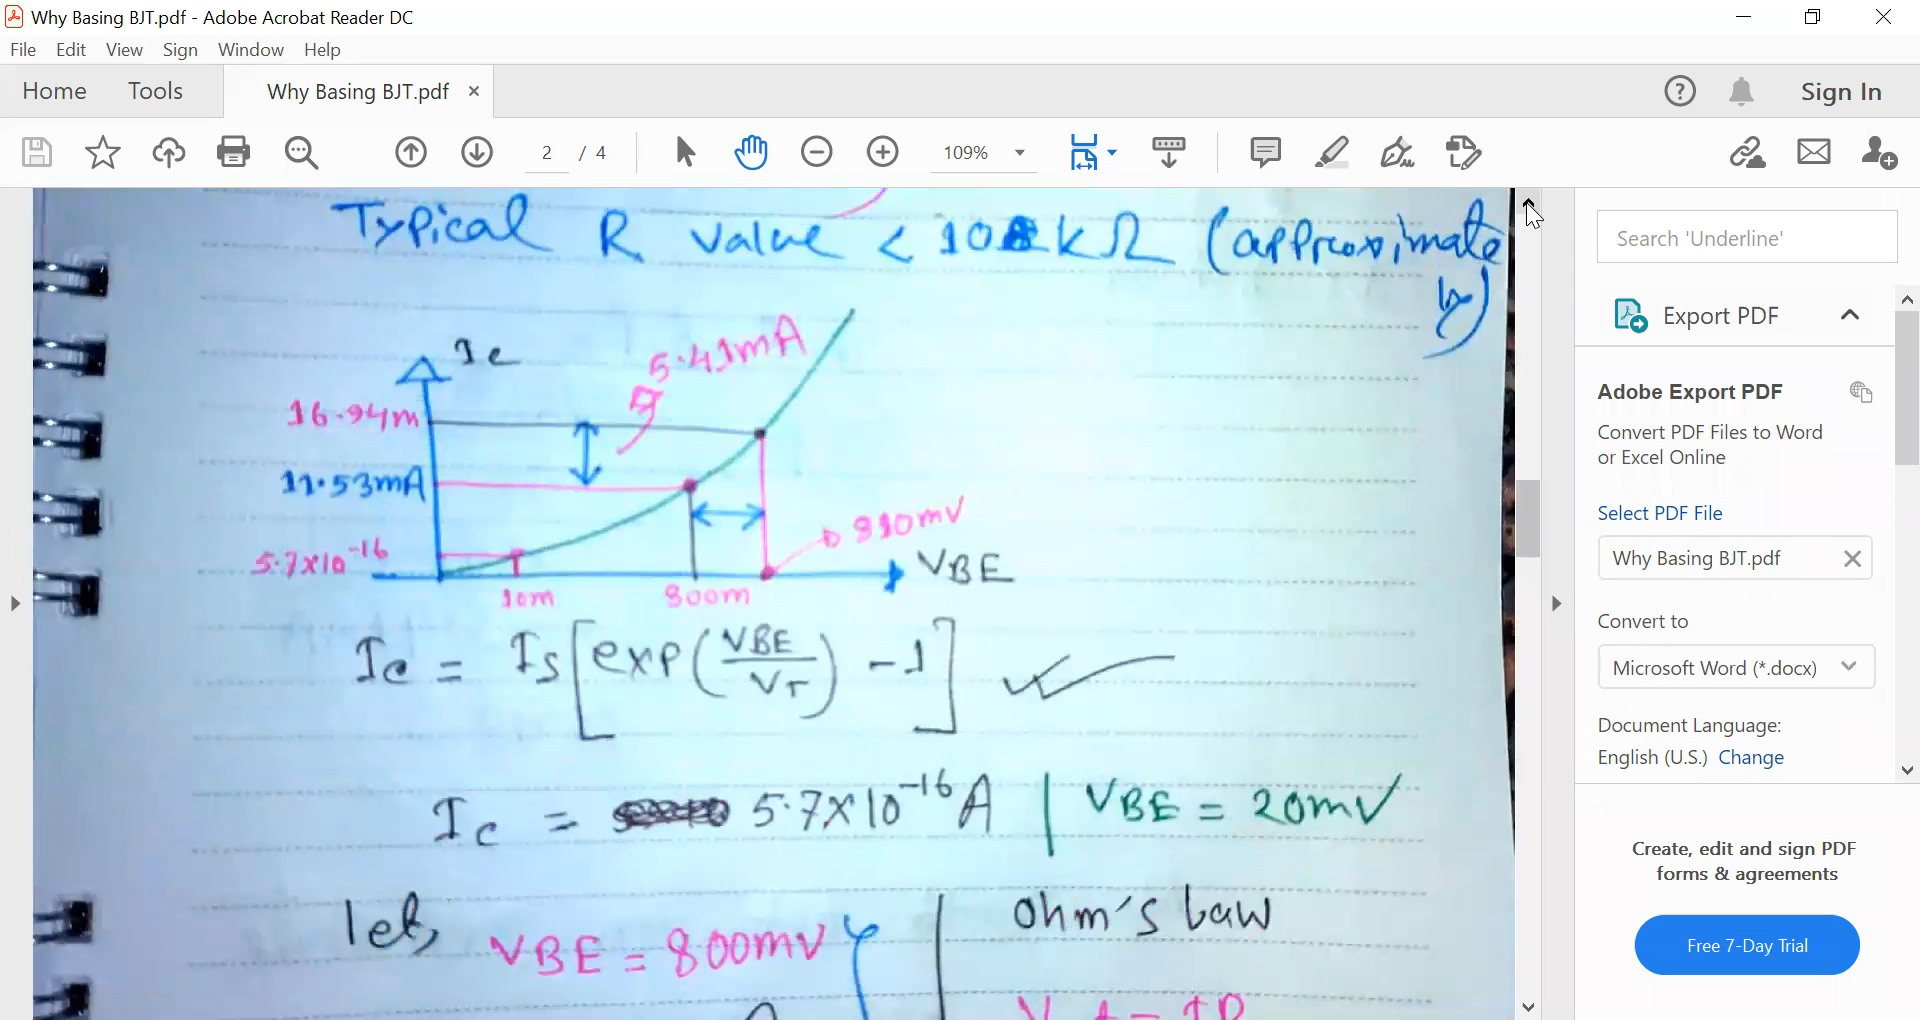 Why Basing BJT.pdf - Adobe Acrobat Reader DC
File Edit View Sign Window Help
Home Tools Why Basing BJT.pdf × Sign In
2 / 4 109%
Typical R value < 10 kΩ (approximate
ly)
Ic
5.41mA
16.94m
11.53mA
810mV
5.7x10⁻¹⁶
VBE
10m 800m
Ic = Is[exp(VBE/VT) -1]
Ic = 5.7x10⁻¹⁶A | VBE = 20mV
let, Ohm's Law
VBE = 800mV
Search 'Underline'
Export PDF
Adobe Export PDF
Convert PDF Files to Word
or Excel Online
Select PDF File
Why Basing BJT.pdf
Convert to
Microsoft Word (*.docx)
Document Language:
English (U.S.) Change
Create, edit and sign PDF
forms & agreements
Free 7-Day Trial